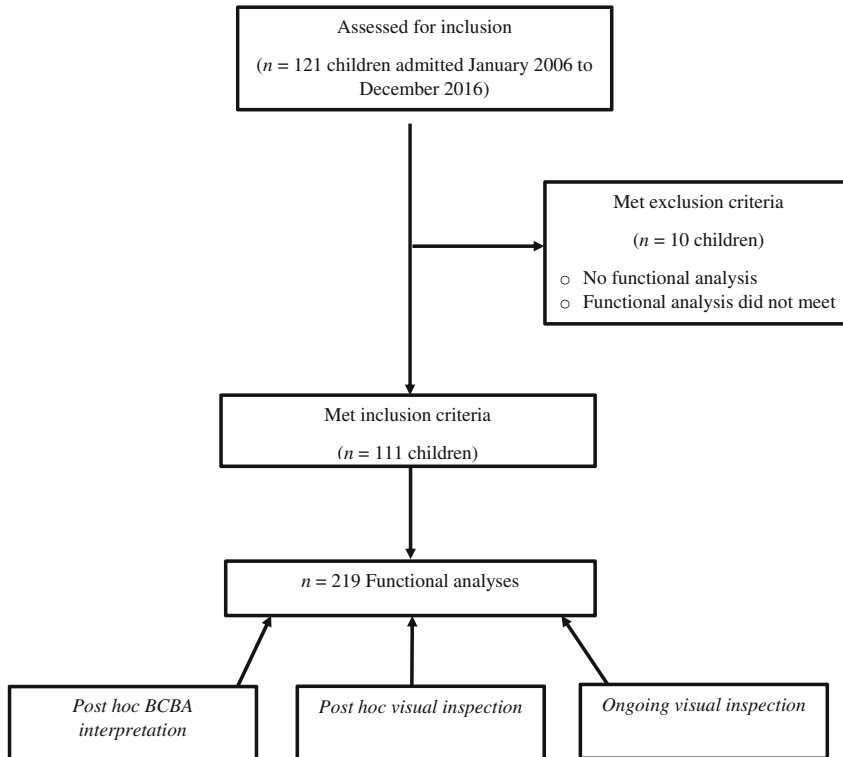 Assessed for inclusion
(n = 121 children admitted January 2006 to
December 2016)
Met exclusion criteria
(n = 10 children)
○ No functional analysis
○ Functional analysis did not meet
Met inclusion criteria
(n = 111 children)
n = 219 Functional analyses
Post hoc BCBA
interpretation
Post hoc visual inspection
Ongoing visual inspection